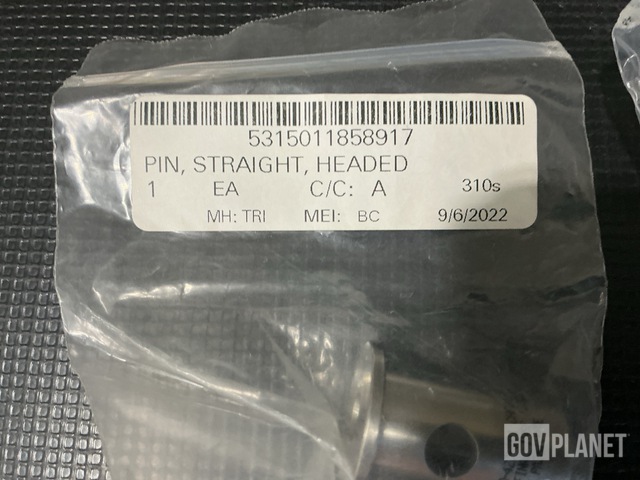 5315011858917
PIN, STRAIGHT, HEADED
1 EA C/C: A 310s
MH: TRI MEI: BC 9/6/2022
GOVPLANET